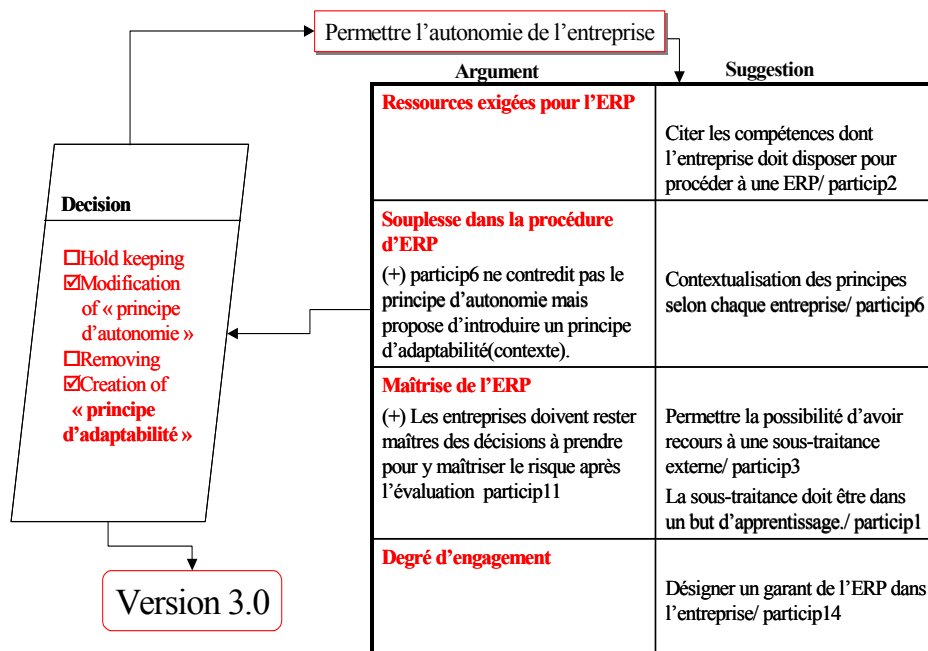 Permettre l’autonomie de l’entreprise
Argument
Suggestion
Ressources exigées pour l’ERP
Citer les compétences dont
l’entreprise doit disposer pour
procéder à une ERP/ particip2
Souplesse dans la procédure
d’ERP
(+) particip6 ne contredit pas le
principe d’autonomie mais
propose d’introduire un principe
d’adaptabilité(contexte).
Contextualisation des principes
selon chaque entreprise/ particip6
Maîtrise de l’ERP
(+) Les entreprises doivent rester
maîtres des décisions à prendre
pour y maîtriser le risque après
l’évaluation particip11
Permettre la possibilité d’avoir
recours à une sous-traitance
externe/ particip3
La sous-traitance doit être dans
un but d’apprentissage./ particip1
Degré d’engagement
Désigner un garant de l’ERP dans
l’entreprise/ particip14
Decision
☐Hold keeping
☑Modification
of « principe
d’autonomie »
☐Removing
☑Creation of
« principe
d’adaptabilité »
Version 3.0